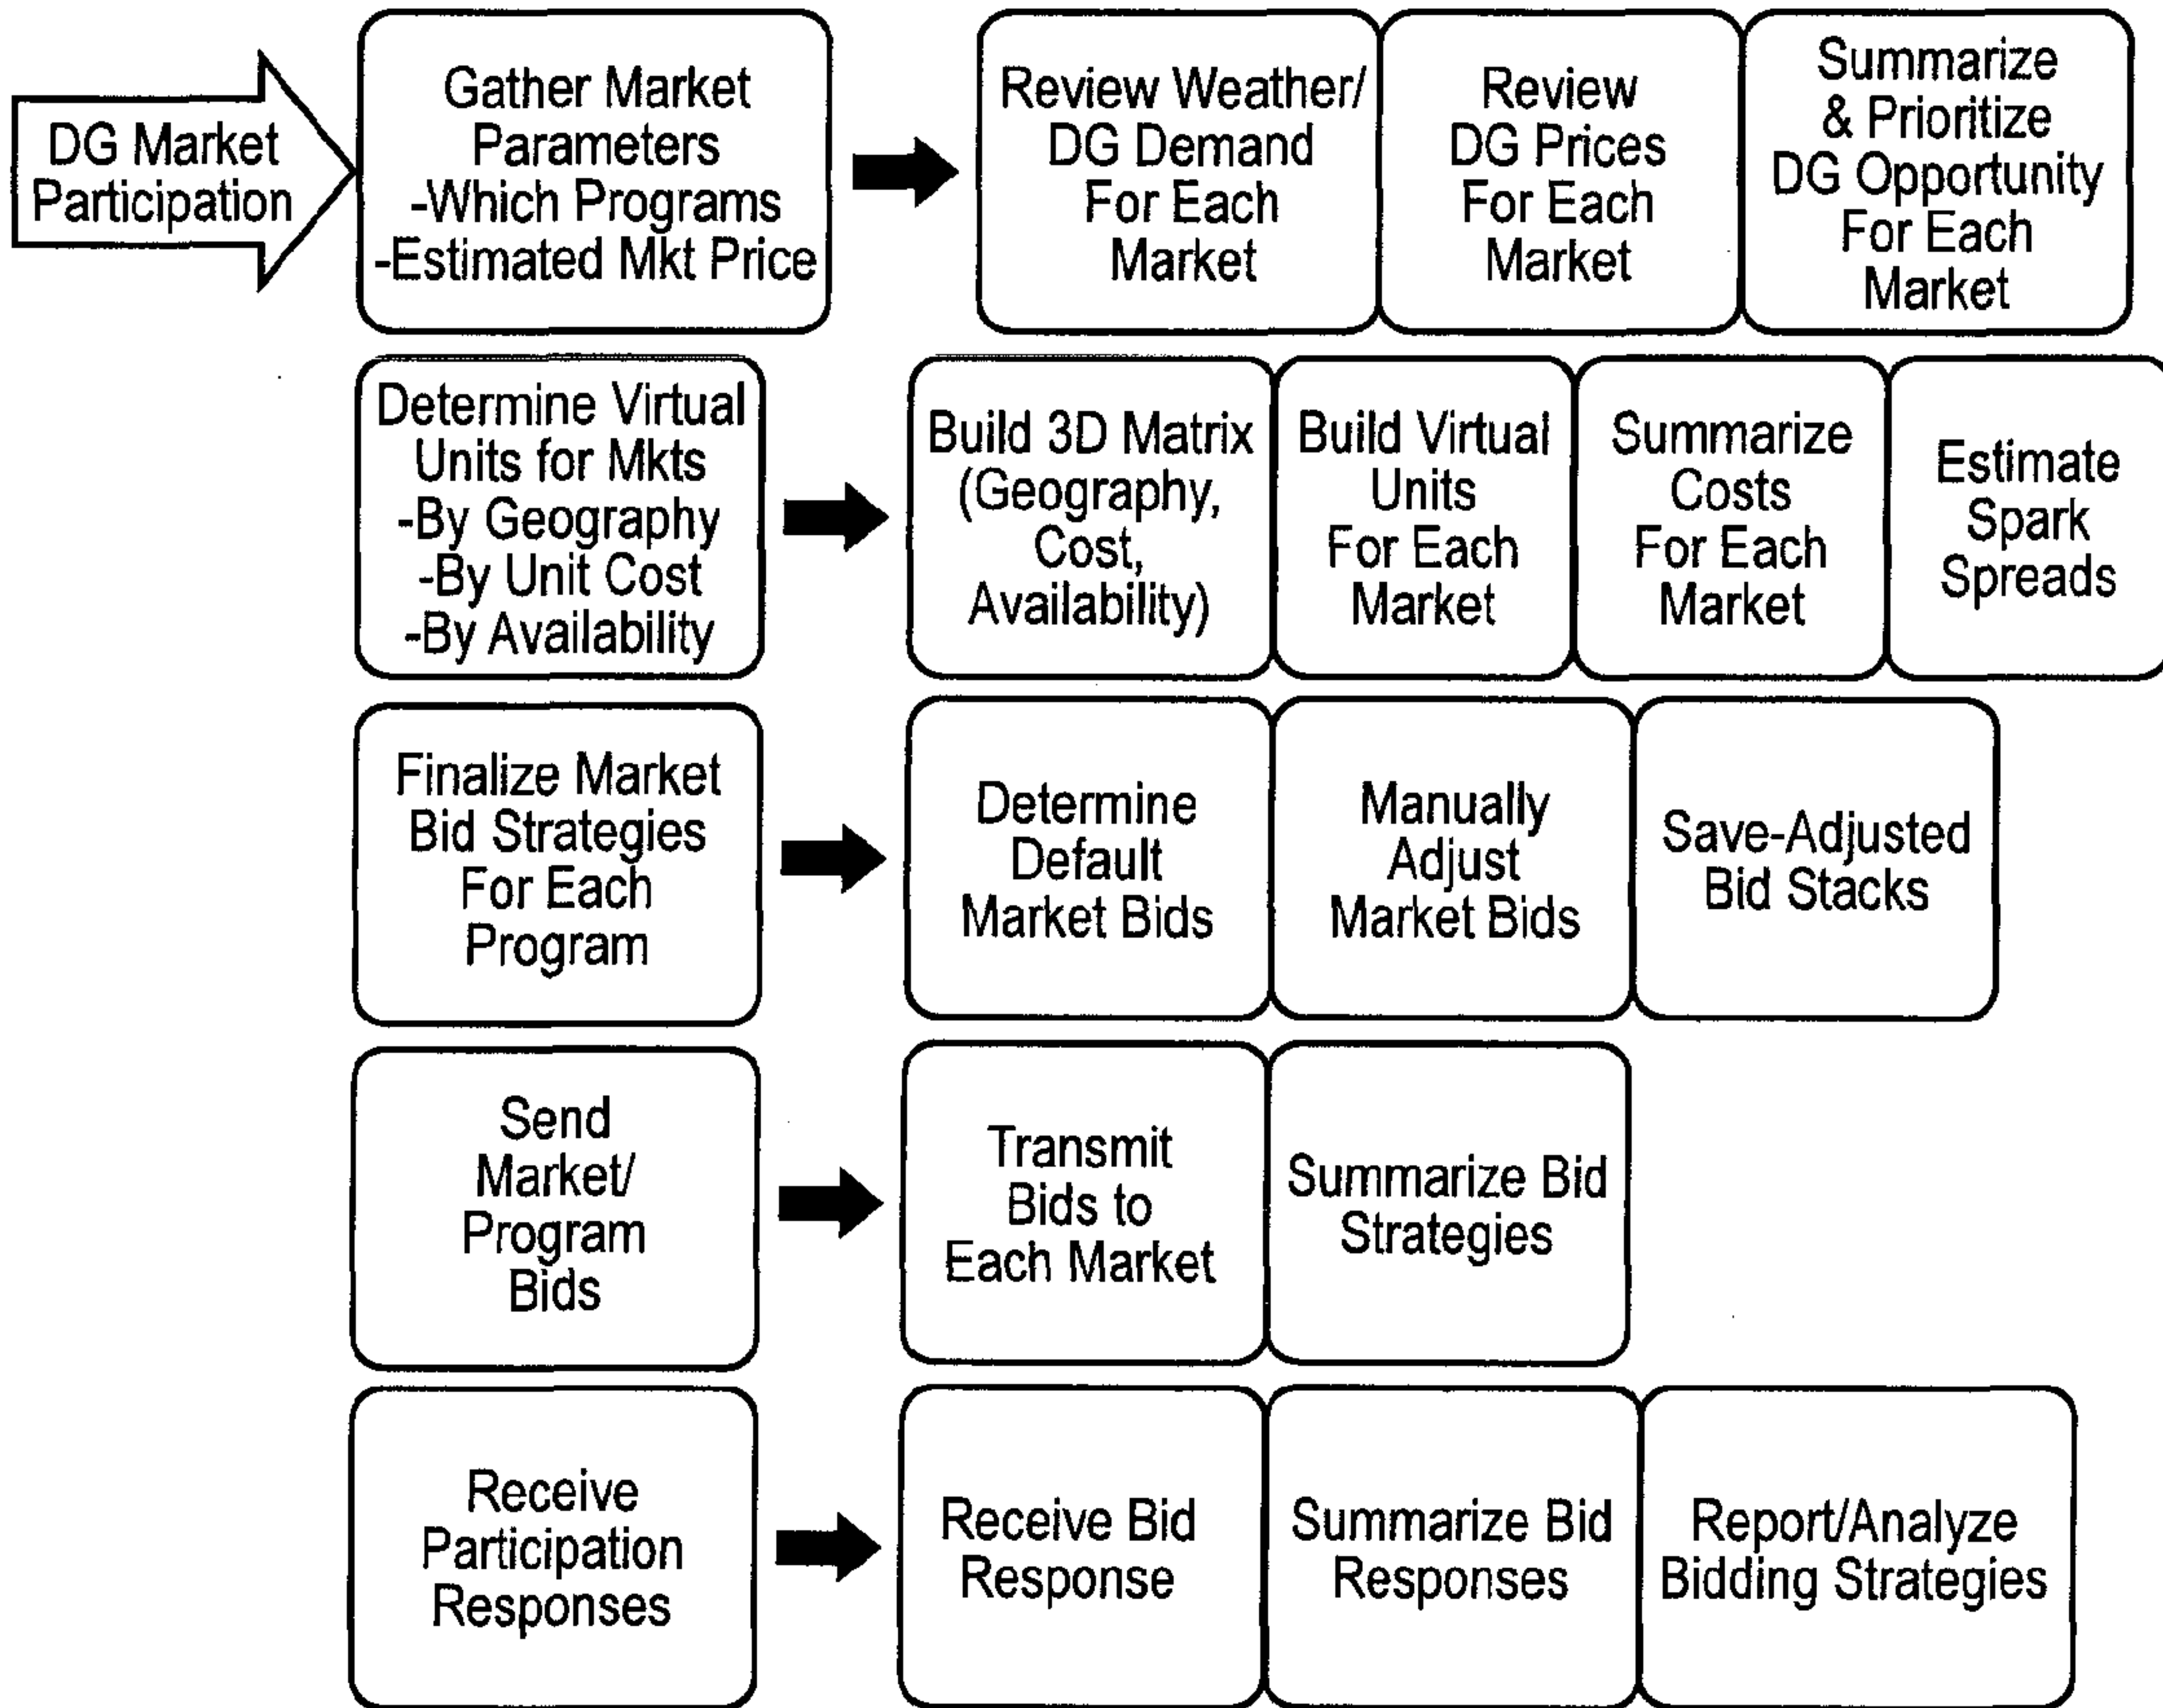 DG Market
Participation
Gather Market
Parameters
-Which Programs
-Estimated Mkt Price
Review Weather/
DG Demand
For Each
Market
Review
DG Prices
For Each
Market
Summarize
& Prioritize
DG Opportunity
For Each
Market
Determine Virtual
Units for Mkts
-By Geography
-By Unit Cost
-By Availability
Build 3D Matrix
(Geography,
Cost,
Availability)
Build Virtual
Units
For Each
Market
Summarize
Costs
For Each
Market
Estimate
Spark
Spreads
Finalize Market
Bid Strategies
For Each
Program
Determine
Default
Market Bids
Manually
Adjust
Market Bids
Save-Adjusted
Bid Stacks
Send
Market/
Program
Bids
Transmit
Bids to
Each Market
Summarize Bid
Strategies
Receive
Participation
Responses
Receive Bid
Response
Summarize Bid
Responses
Report/Analyze
Bidding Strategies